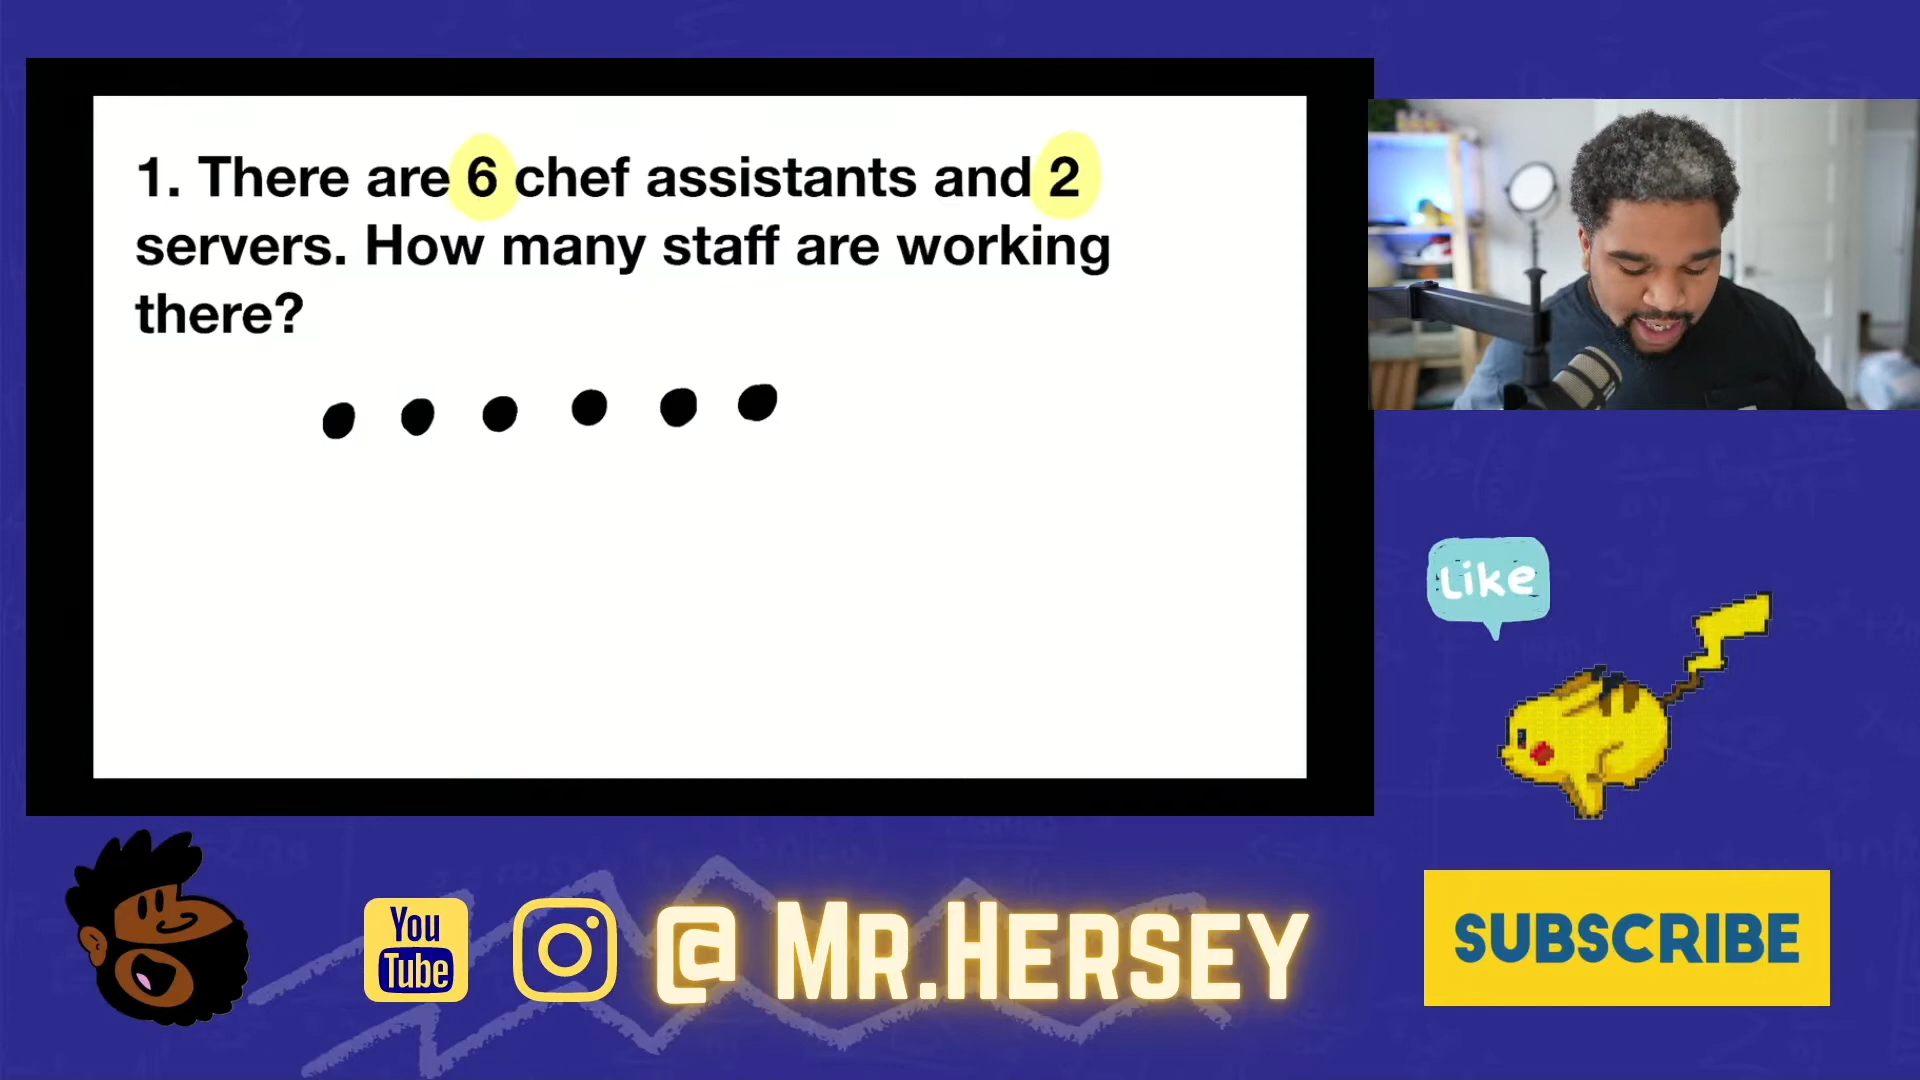 1. There are 6 chef assistants and 2
servers. How many staff are working
there?
Like
You
Tube
@ MR.HERSEY
SUBSCRIBE